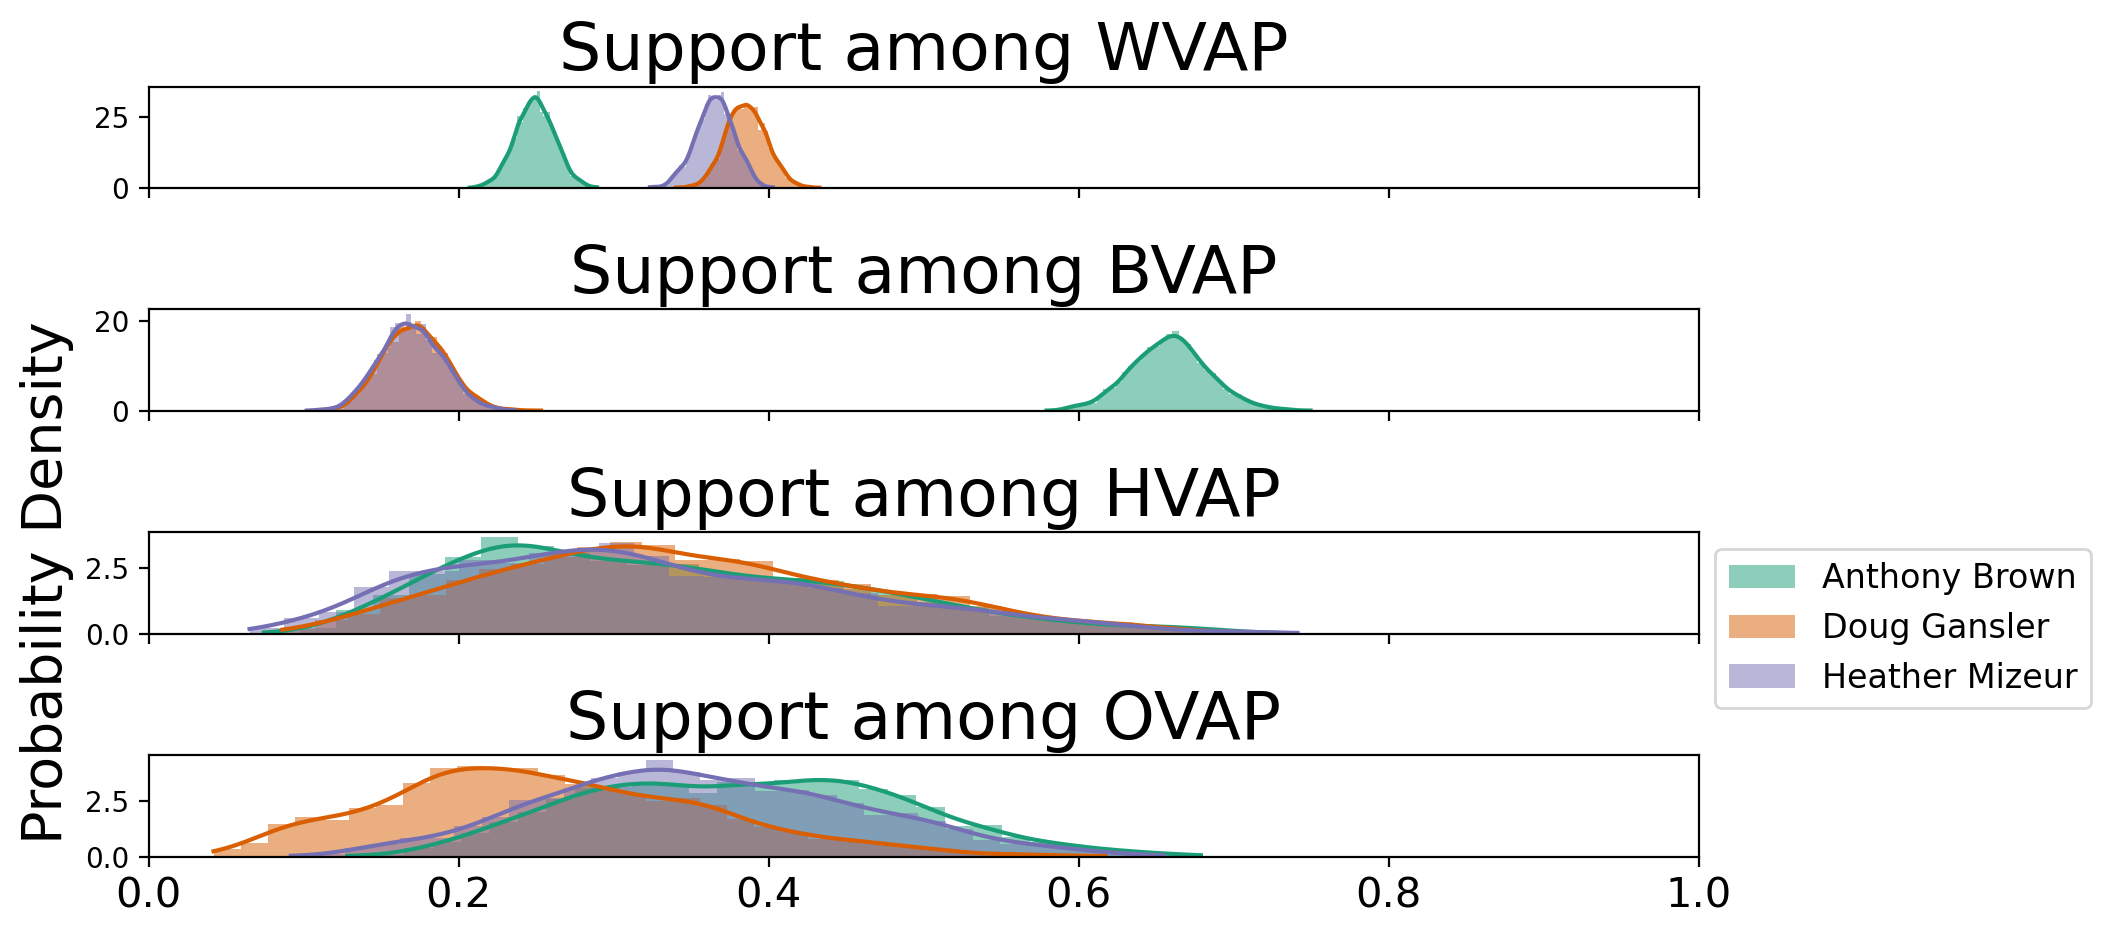 Support among WVAP
25
0
Support among BVAP
20
0
Support among HVAP
2.5
0.0
Support among OVAP
2.5
0.0
0.0 0.2 0.4 0.6 0.8 1.0
Probability Density
Anthony Brown
Doug Gansler
Heather Mizeur